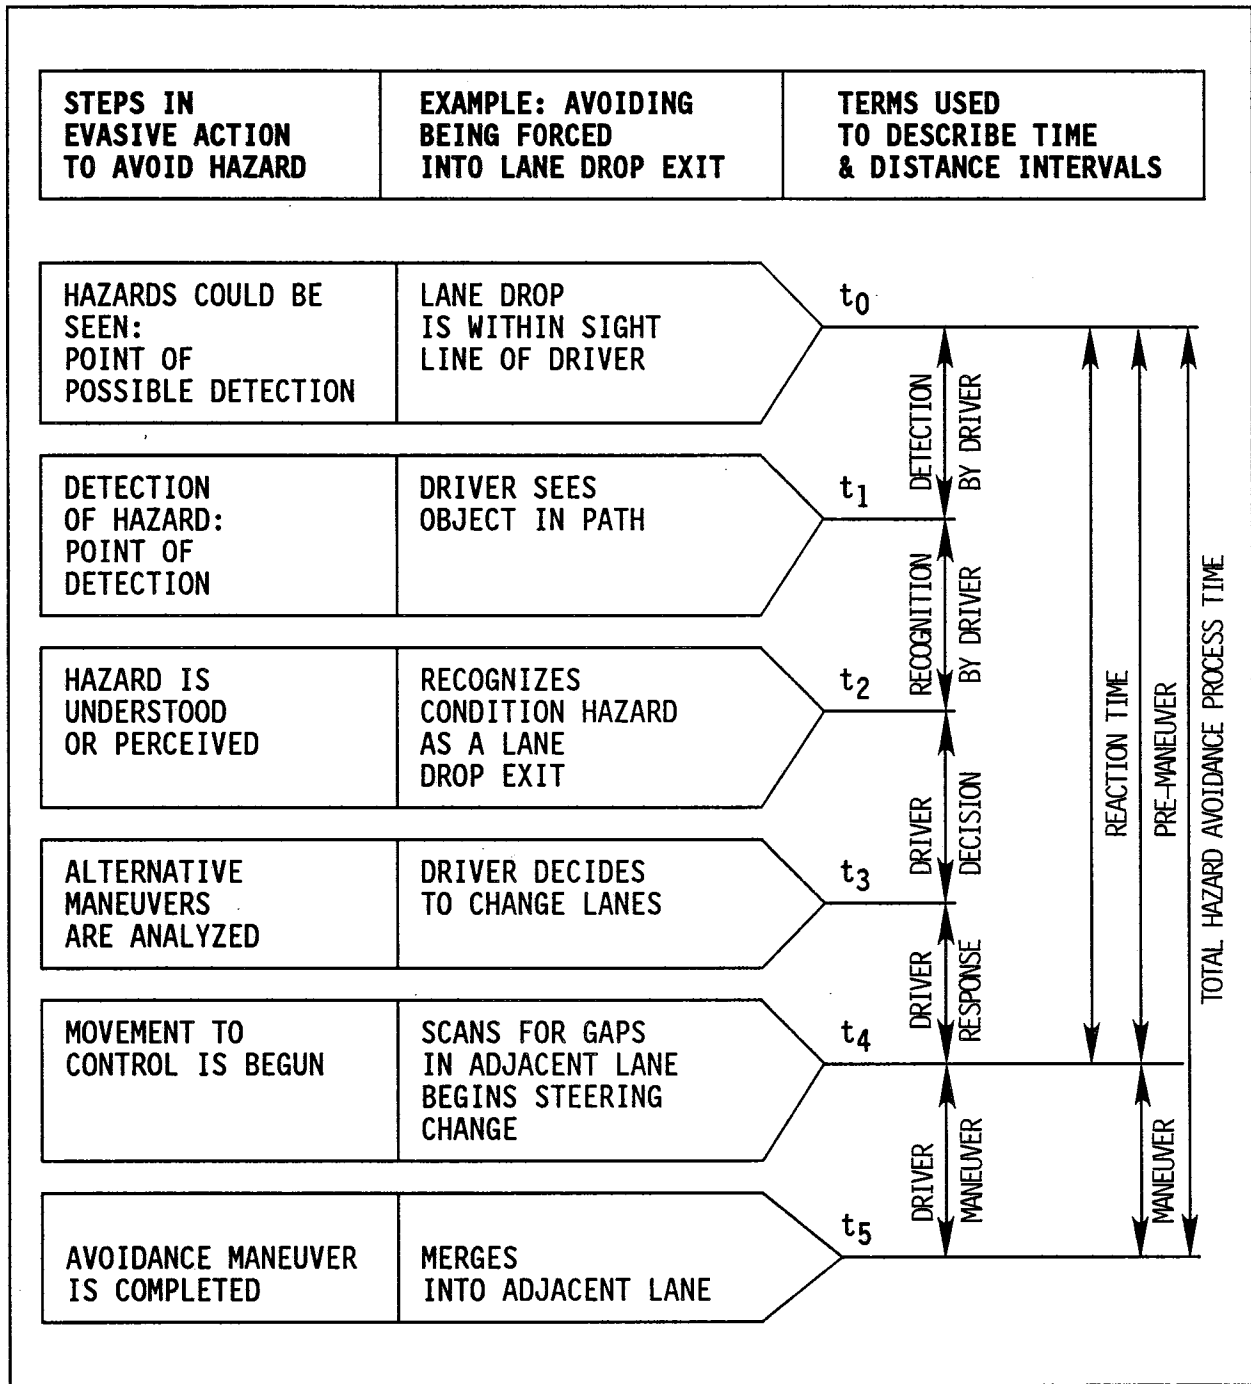 STEPS IN
EVASIVE ACTION
TO AVOID HAZARD
EXAMPLE: AVOIDING
BEING FORCED
INTO LANE DROP EXIT
TERMS USED
TO DESCRIBE TIME
& DISTANCE INTERVALS
HAZARDS COULD BE
SEEN:
POINT OF
POSSIBLE DETECTION
LANE DROP
IS WITHIN SIGHT
LINE OF DRIVER
t0
DETECTION
BY DRIVER
DETECTION
OF HAZARD:
POINT OF
DETECTION
DRIVER SEES
OBJECT IN PATH
t1
RECOGNITION
BY DRIVER
HAZARD IS
UNDERSTOOD
OR PERCEIVED
RECOGNIZES
CONDITION HAZARD
AS A LANE
DROP EXIT
t2
DRIVER
DECISION
ALTERNATIVE
MANEUVERS
ARE ANALYZED
DRIVER DECIDES
TO CHANGE LANES
t3
DRIVER
RESPONSE
MOVEMENT TO
CONTROL IS BEGUN
SCANS FOR GAPS
IN ADJACENT LANE
BEGINS STEERING
CHANGE
t4
DRIVER
MANEUVER
AVOIDANCE MANEUVER
IS COMPLETED
MERGES
INTO ADJACENT LANE
t5
REACTION TIME
PRE-MANEUVER
MANEUVER
TOTAL HAZARD AVOIDANCE PROCESS TIME